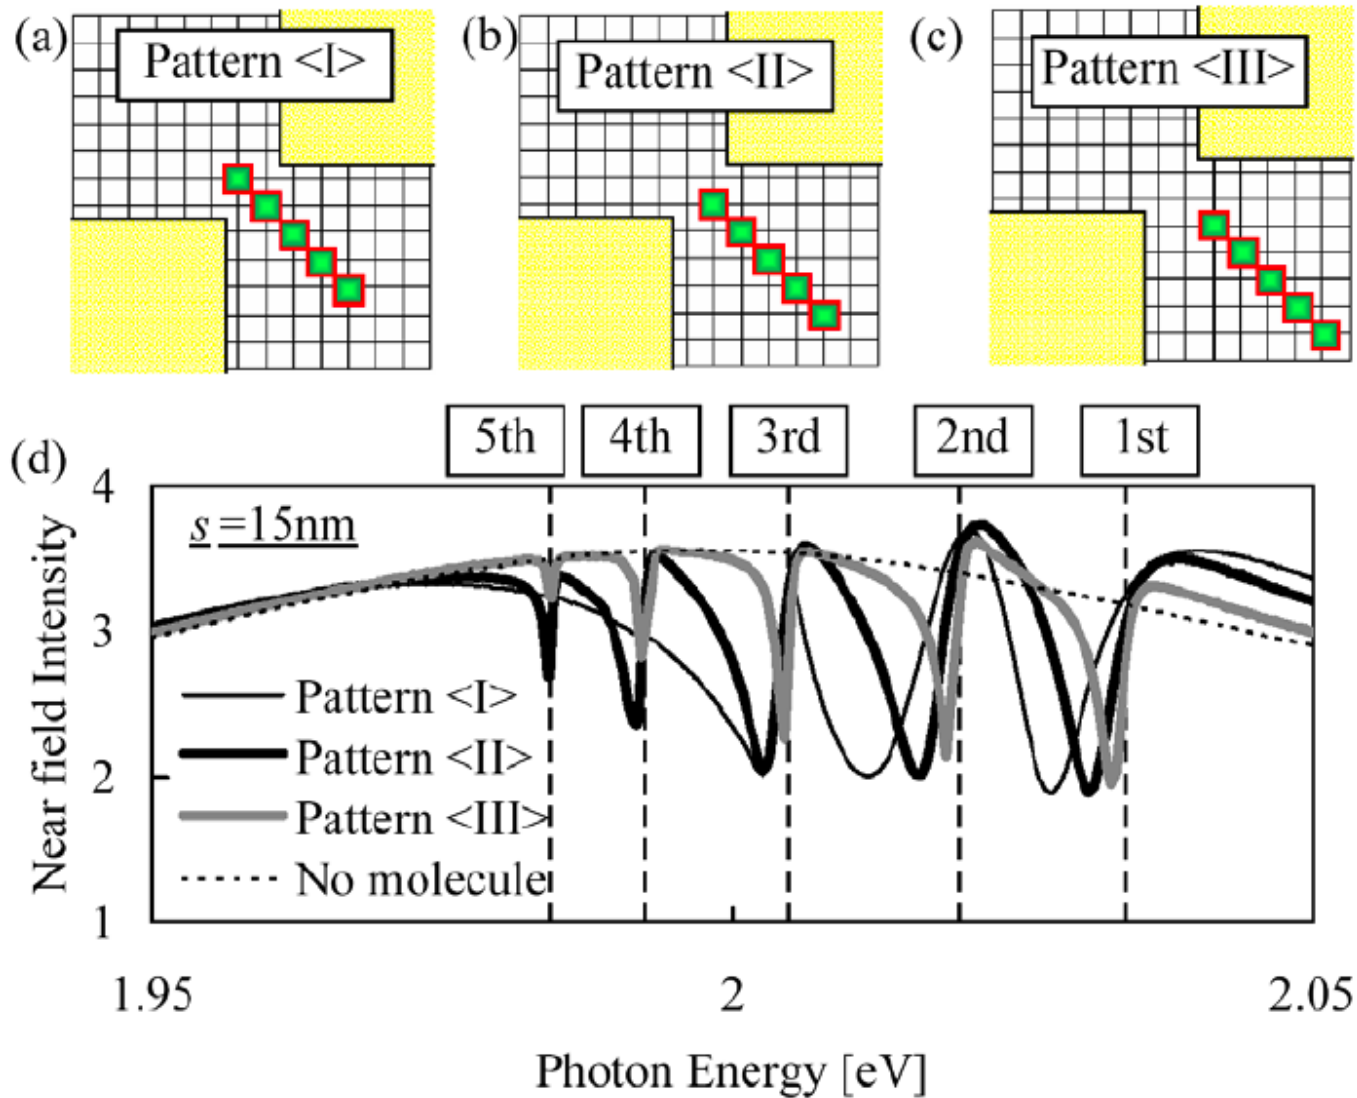 (a)
Pattern <I>
(b)
Pattern <II>
(c)
Pattern <III>
5th
4th
3rd
2nd
1st
(d)
4
3
2
1
Near field Intensity
s =15nm
Pattern <I>
Pattern <II>
Pattern <III>
No molecule
1.95
2
2.05
Photon Energy [eV]